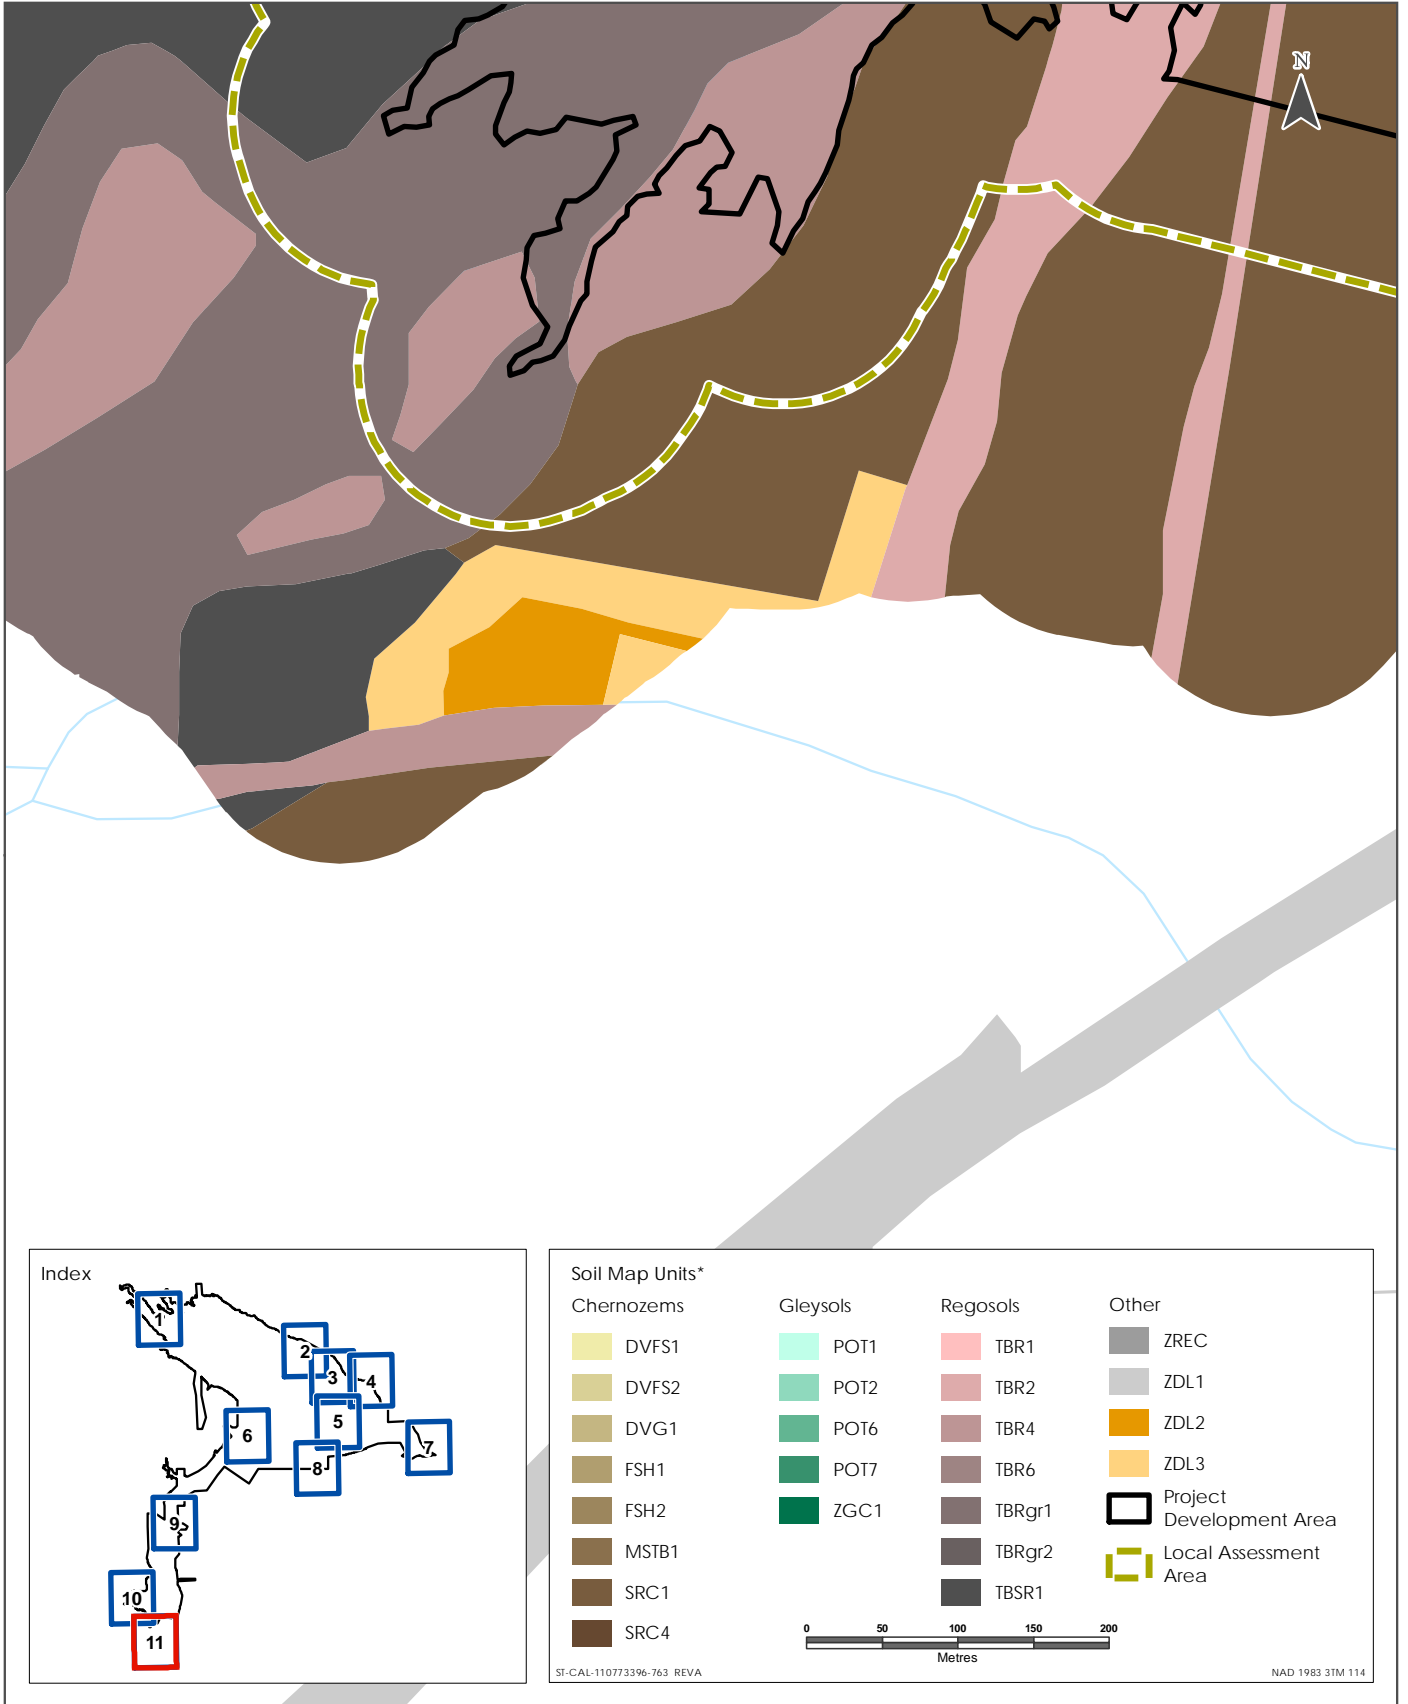 N
Index
1
2
3
4
5
6
7
8
9
10
11
Soil Map Units*
Chernozems
DVFS1
DVFS2
DVG1
FSH1
FSH2
MSTB1
SRC1
SRC4
Gleysols
POT1
POT2
POT6
POT7
ZGC1
Regosols
TBR1
TBR2
TBR4
TBR6
TBRgr1
TBRgr2
TBSR1
Other
ZREC
ZDL1
ZDL2
ZDL3
Project
Development Area
Local Assessment
Area
0 50 100 150 200
Metres
ST-CAL-110773396-763 REVA
NAD 1983 3TM 114